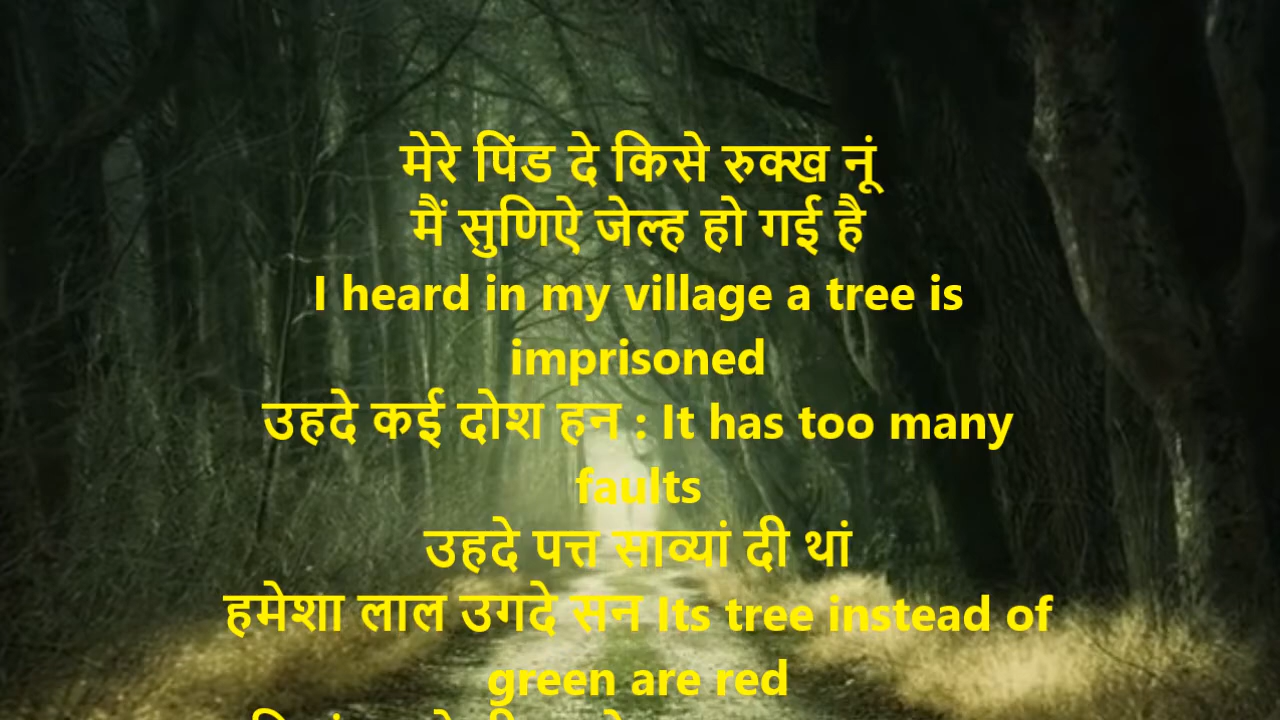 मेरे पिंड दे किसे रुक्ख नूं
मैं सुणिऐ जेल्ह हो गई है
I heard in my village a tree is
imprisoned
उहदे कई दोश हन : It has too many
faults
उहदे पत्त साव्यां दी थां
हमेशा लाल उगदे सन Its tree instead of
green are red